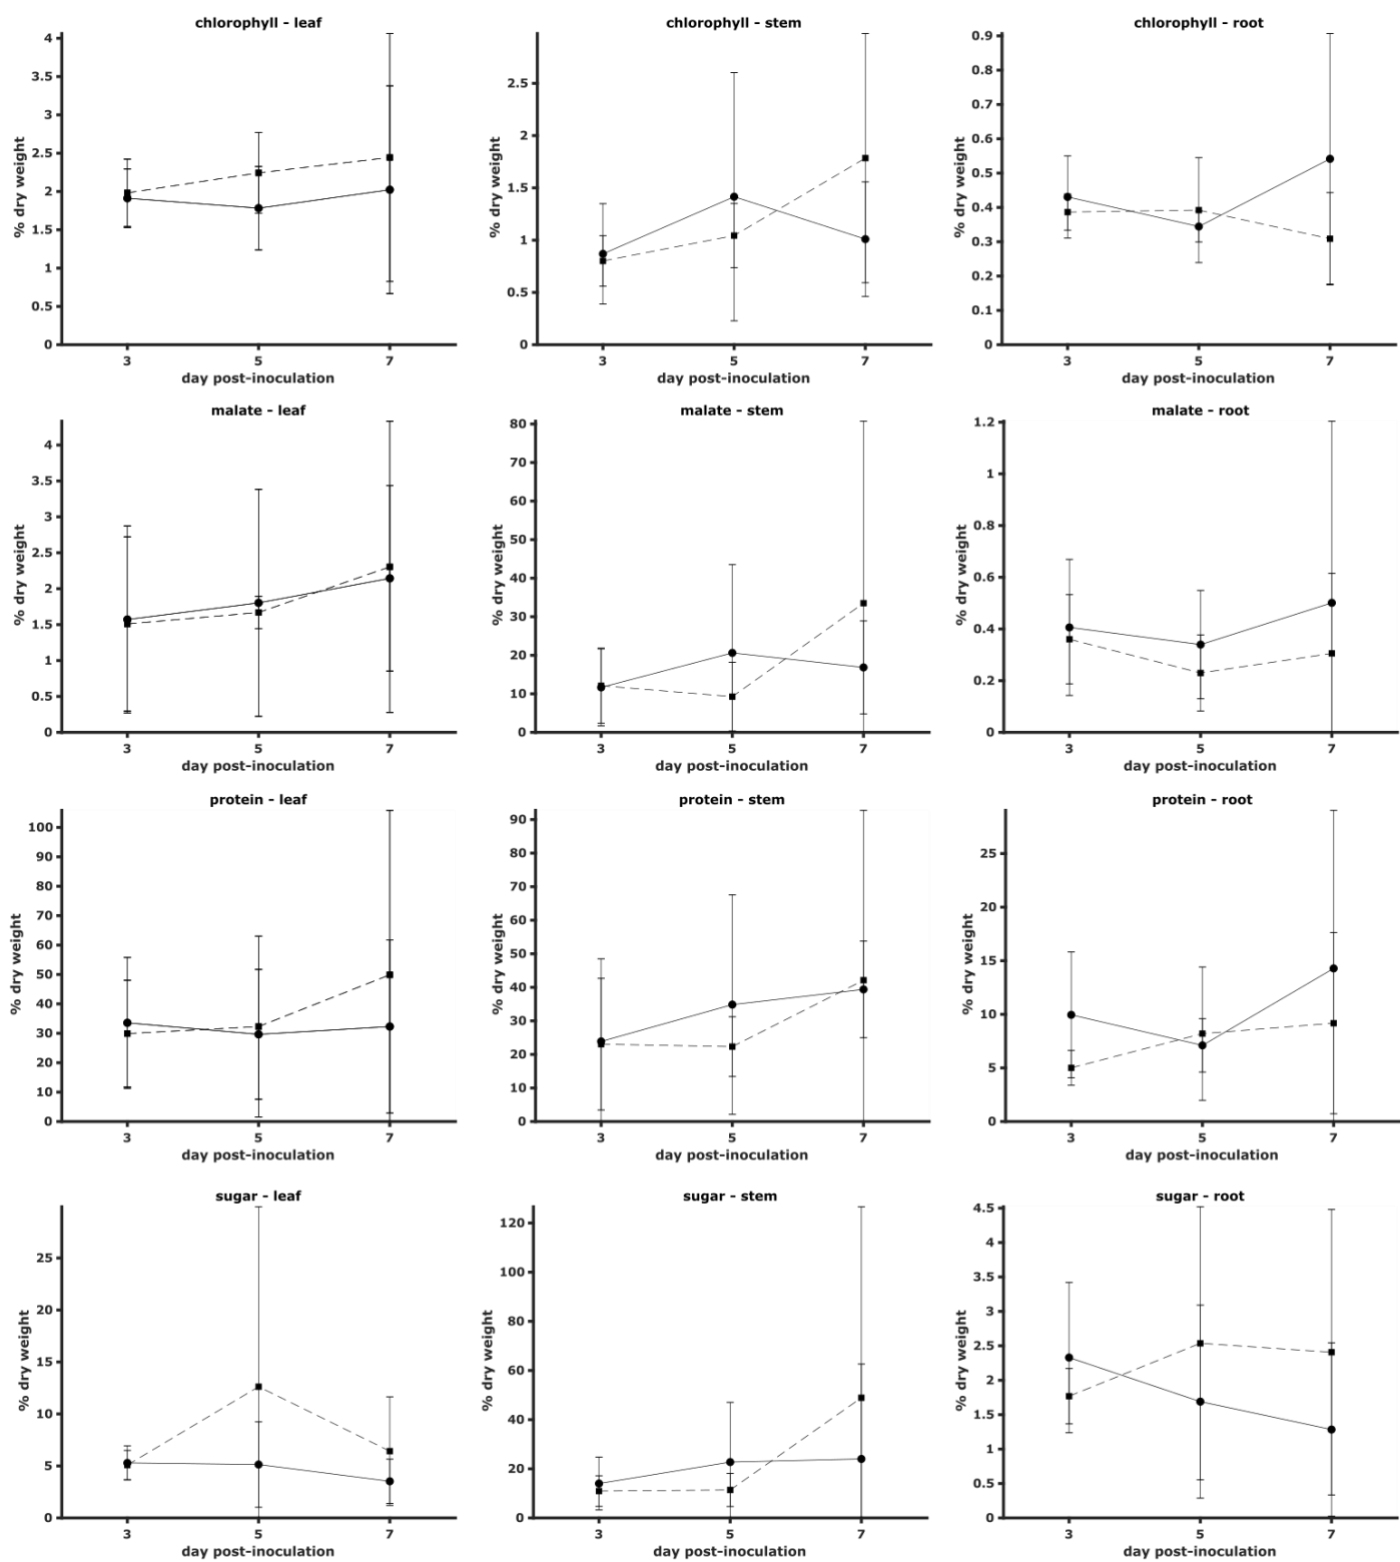 chlorophyll - leaf
4
3.5
3
2.5
2
1.5
1
0.5
0
% dry weight
3 5 7
day post-inoculation
chlorophyll - stem
2.5
2
1.5
1
0.5
0
% dry weight
3 5 7
day post-inoculation
chlorophyll - root
0.9
0.8
0.7
0.6
0.5
0.4
0.3
0.2
0.1
0
% dry weight
3 5 7
day post-inoculation
malate - leaf
4
3.5
3
2.5
2
1.5
1
0.5
0
% dry weight
3 5 7
day post-inoculation
malate - stem
80
70
60
50
40
30
20
10
0
% dry weight
3 5 7
day post-inoculation
malate - root
1.2
1
0.8
0.6
0.4
0.2
0
% dry weight
3 5 7
day post-inoculation
protein - leaf
100
90
80
70
60
50
40
30
20
10
0
% dry weight
3 5 7
day post-inoculation
protein - stem
90
80
70
60
50
40
30
20
10
0
% dry weight
3 5 7
day post-inoculation
protein - root
25
20
15
10
5
0
% dry weight
3 5 7
day post-inoculation
sugar - leaf
25
20
15
10
5
0
% dry weight
3 5 7
day post-inoculation
sugar - stem
120
100
80
60
40
20
0
% dry weight
3 5 7
day post-inoculation
sugar - root
4.5
4
3.5
3
2.5
2
1.5
1
0.5
0
% dry weight
3 5 7
day post-inoculation